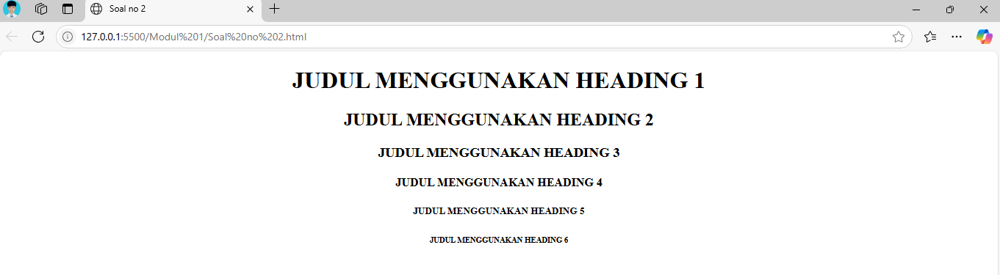 Soal no 2
127.0.0.1:5500/Modul%201/Soal%20no%202.html
JUDUL MENGGUNAKAN HEADING 1
JUDUL MENGGUNAKAN HEADING 2
JUDUL MENGGUNAKAN HEADING 3
JUDUL MENGGUNAKAN HEADING 4
JUDUL MENGGUNAKAN HEADING 5
JUDUL MENGGUNAKAN HEADING 6